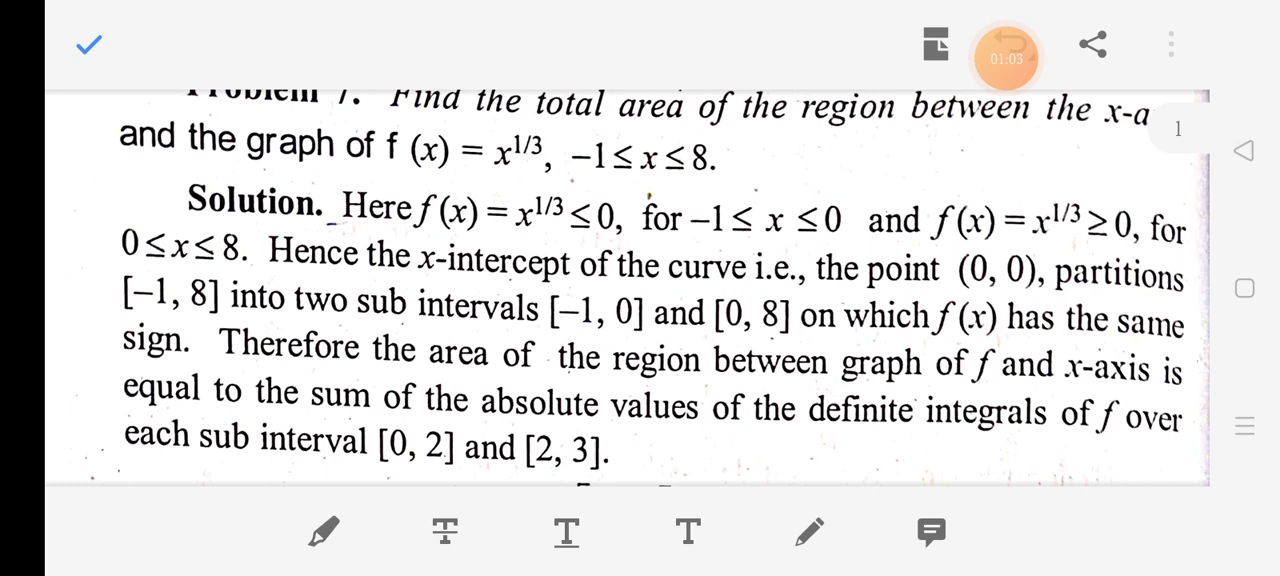 01:03
Problem 7. Find the total area of the region between the x-a
1
and the graph of f (x) = x^1/3, −1 ≤ x ≤ 8.
Solution. Here f (x) = x^1/3 ≤ 0, for −1 ≤ x ≤ 0 and f (x) = x^1/3 ≥ 0, for
0 ≤ x ≤ 8. Hence the x-intercept of the curve i.e., the point (0, 0), partitions
[−1, 8] into two sub intervals [−1, 0] and [0, 8] on which f (x) has the same
sign. Therefore the area of the region between graph of f and x-axis is
equal to the sum of the absolute values of the definite integrals of f over
each sub interval [0, 2] and [2, 3].